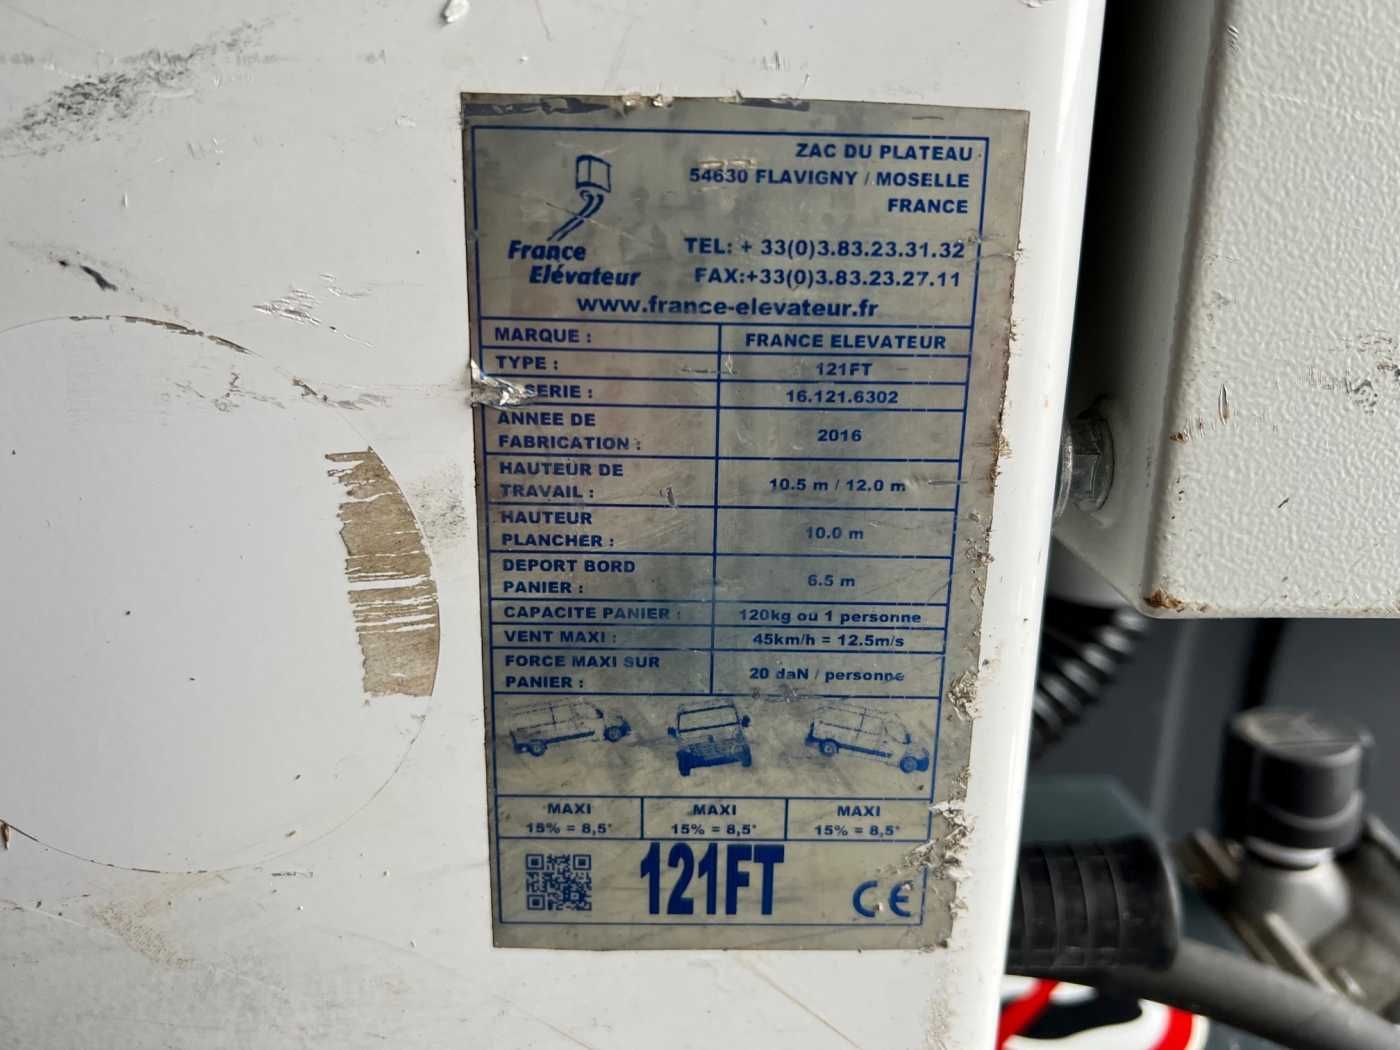 ZAC DU PLATEAU
54630 FLAVIGNY / MOSELLE
FRANCE
France
Elévateur
TEL: + 33(0)3.83.23.31.32
FAX:+33(0)3.83.23.27.11
www.france-elevateur.fr
MARQUE : FRANCE ELEVATEUR
TYPE : 121FT
SERIE : 16.121.6302
ANNEE DE
FABRICATION : 2016
HAUTEUR DE
TRAVAIL : 10.5 m / 12.0 m
HAUTEUR
PLANCHER : 10.0 m
DEPORT BORD
PANIER : 6.5 m
CAPACITE PANIER : 120kg ou 1 personne
VENT MAXI : 45km/h = 12.5m/s
FORCE MAXI SUR
PANIER : 20 daN / personne
MAXI MAXI MAXI
15% = 8,5° 15% = 8,5° 15% = 8,5°
121FT
CE